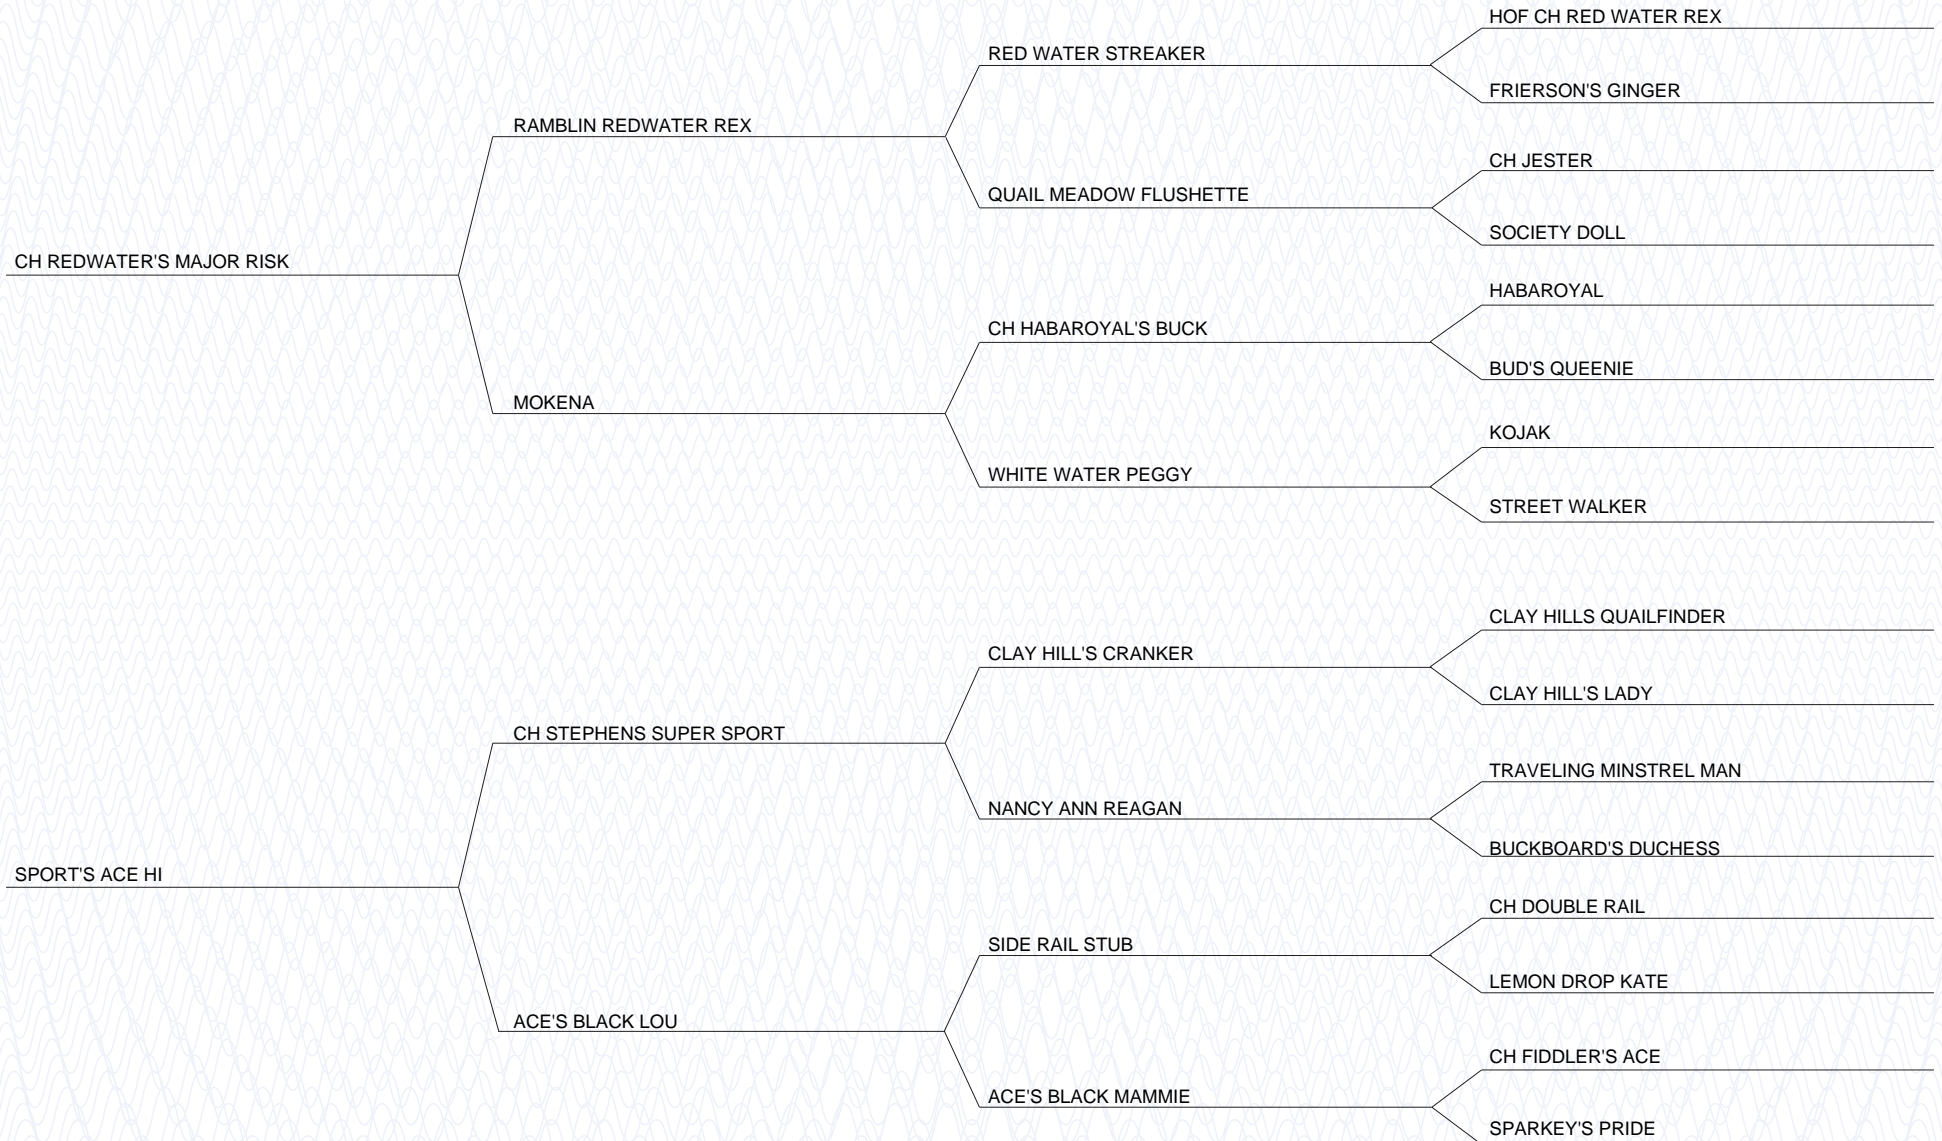 HOF CH RED WATER REX
RED WATER STREAKER
FRIERSON'S GINGER
RAMBLIN REDWATER REX
CH JESTER
QUAIL MEADOW FLUSHETTE
SOCIETY DOLL
CH REDWATER'S MAJOR RISK
HABAROYAL
CH HABAROYAL'S BUCK
BUD'S QUEENIE
MOKENA
KOJAK
WHITE WATER PEGGY
STREET WALKER
CLAY HILLS QUAILFINDER
CLAY HILL'S CRANKER
CLAY HILL'S LADY
CH STEPHENS SUPER SPORT
TRAVELING MINSTREL MAN
NANCY ANN REAGAN
BUCKBOARD'S DUCHESS
SPORT'S ACE HI
CH DOUBLE RAIL
SIDE RAIL STUB
LEMON DROP KATE
ACE'S BLACK LOU
CH FIDDLER'S ACE
ACE'S BLACK MAMMIE
SPARKEY'S PRIDE